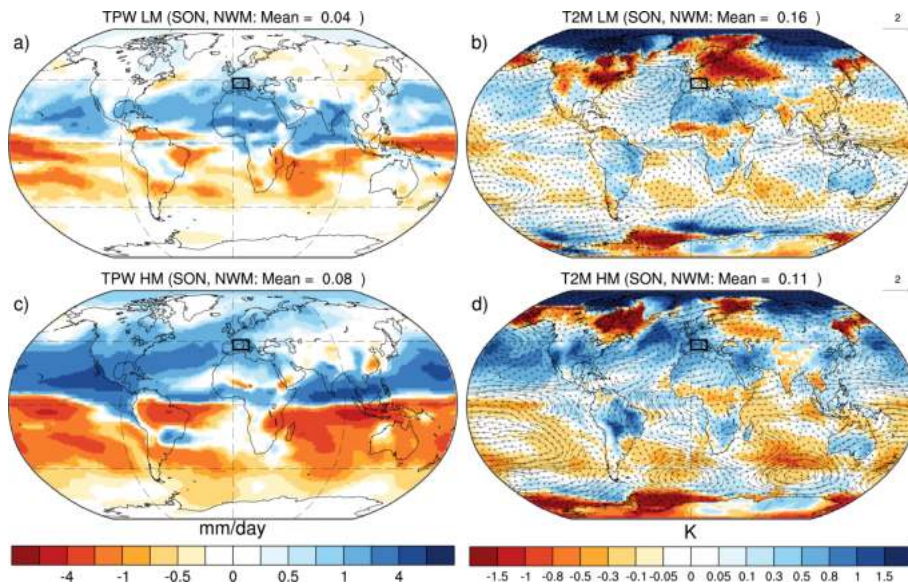 TPW LM (SON, NWM: Mean = 0.04 )
T2M LM (SON, NWM: Mean = 0.16 )
a)
b)
2
TPW HM (SON, NWM: Mean = 0.08 )
T2M HM (SON, NWM: Mean = 0.11 )
c)
d)
2
mm/day
K
-4 -1 -0.5 0 0.5 1 4
-1.5 -1 -0.8 -0.5 -0.3 -0.1 -0.05 0 0.05 0.1 0.3 0.5 0.8 1 1.5